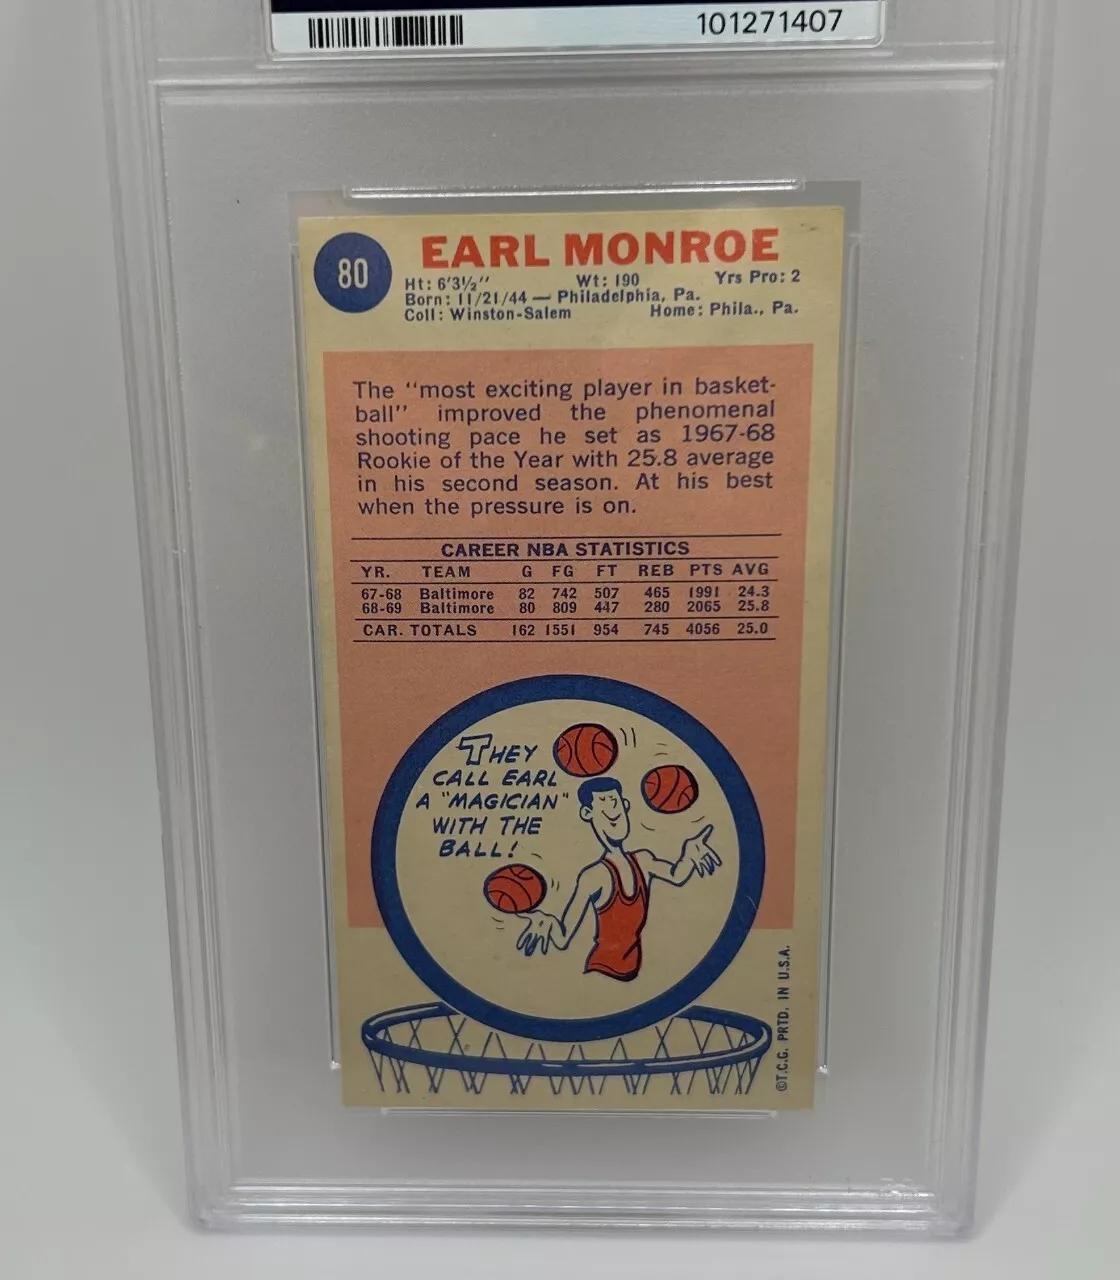 101271407
80
EARL MONROE
Ht: 6'3½" Wt: 190 Yrs Pro: 2
Born: 11/21/44 — Philadelphia, Pa.
Coll: Winston-Salem Home: Phila., Pa.
The "most exciting player in basket-
ball" improved the phenomenal
shooting pace he set as 1967-68
Rookie of the Year with 25.8 average
in his second season. At his best
when the pressure is on.
CAREER NBA STATISTICS
YR. TEAM G FG FT REB PTS AVG
67-68 Baltimore 82 742 507 465 1991 24.3
68-69 Baltimore 80 809 447 280 2065 25.8
CAR. TOTALS 162 1551 954 745 4056 25.0
THEY
CALL EARL
A "MAGICIAN"
WITH THE
BALL!
©T.C.G. PRTD. IN U.S.A.